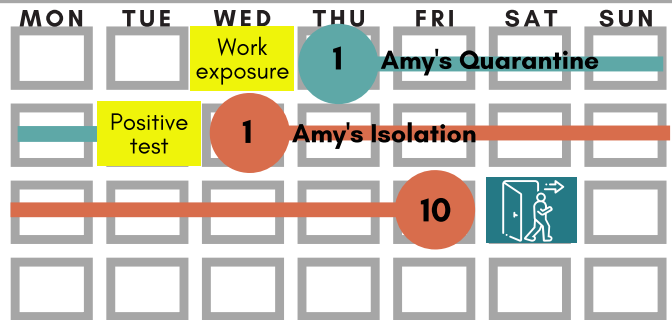 MON TUE WED THU FRI SAT SUN
Work
exposure
1 Amy's Quarantine
Positive
test
1 Amy's Isolation
10